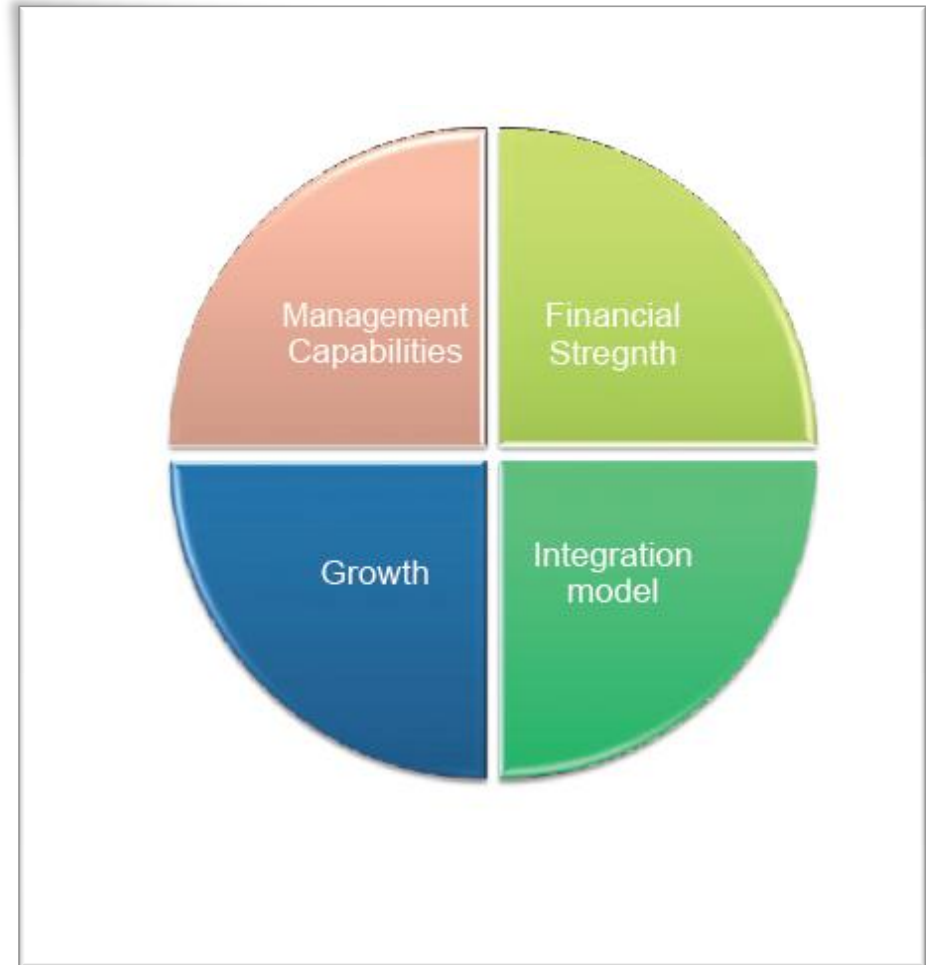 Management
Capabilities
Financial
Stregnth
Growth
Integration
model